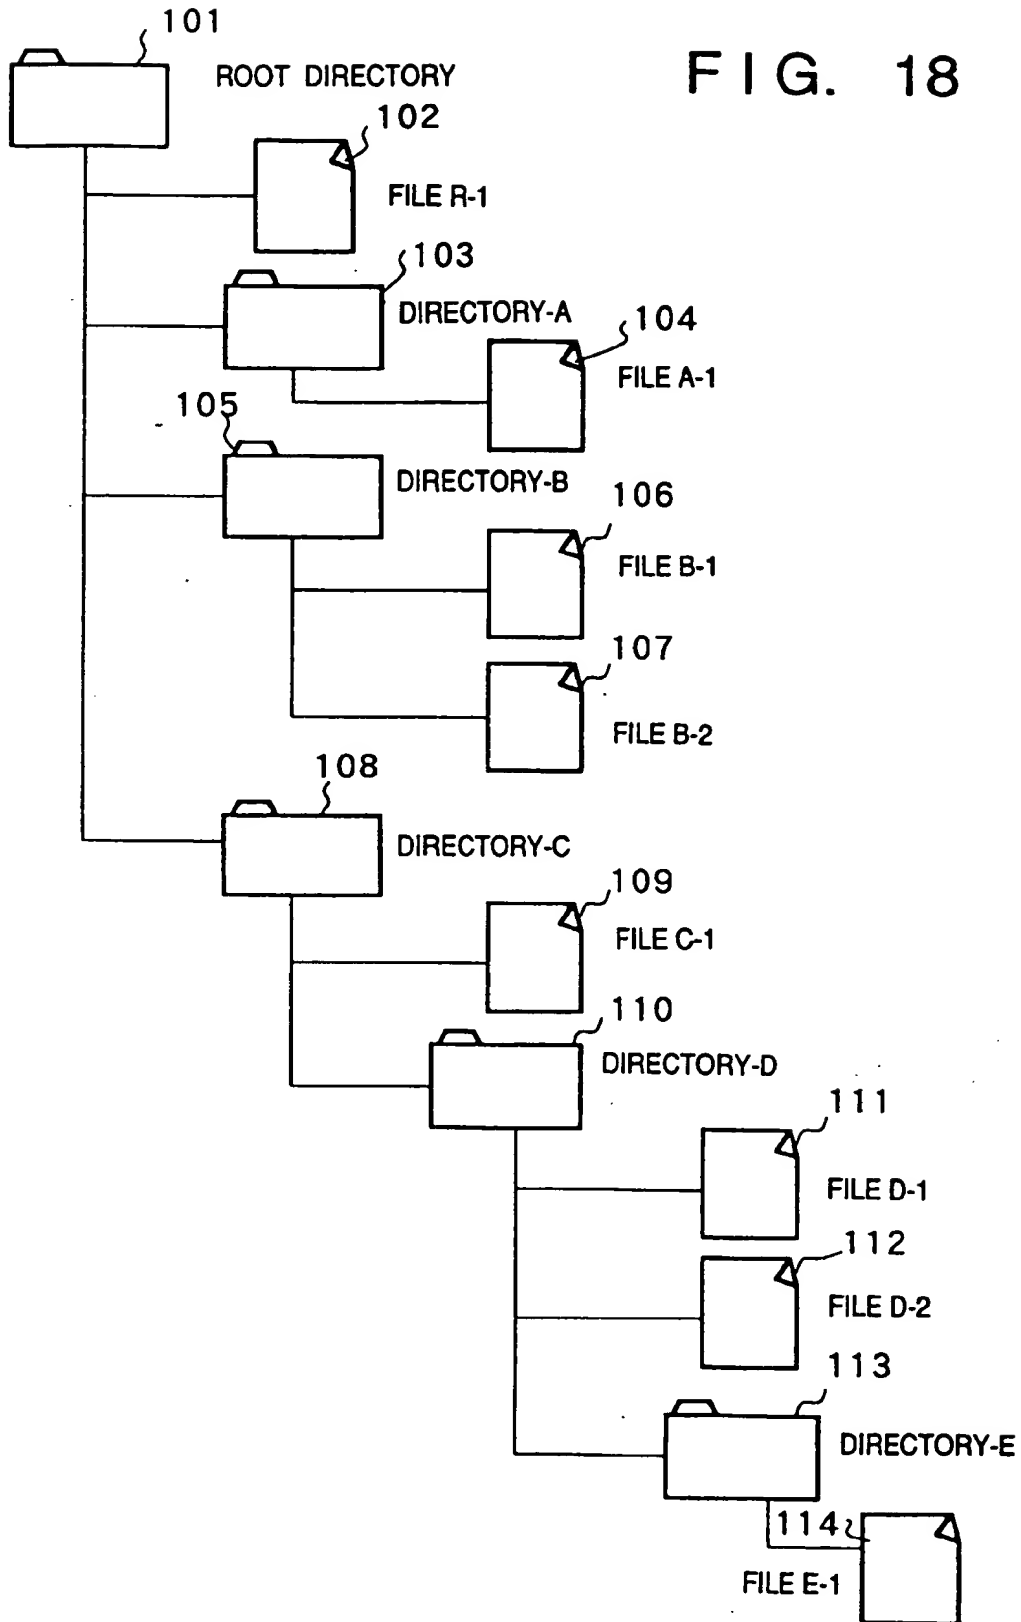 101
ROOT DIRECTORY
FIG. 18
102
FILE R-1
103
DIRECTORY-A
104
FILE A-1
105
DIRECTORY-B
106
FILE B-1
107
FILE B-2
108
DIRECTORY-C
109
FILE C-1
110
DIRECTORY-D
111
FILE D-1
112
FILE D-2
113
DIRECTORY-E
114
FILE E-1